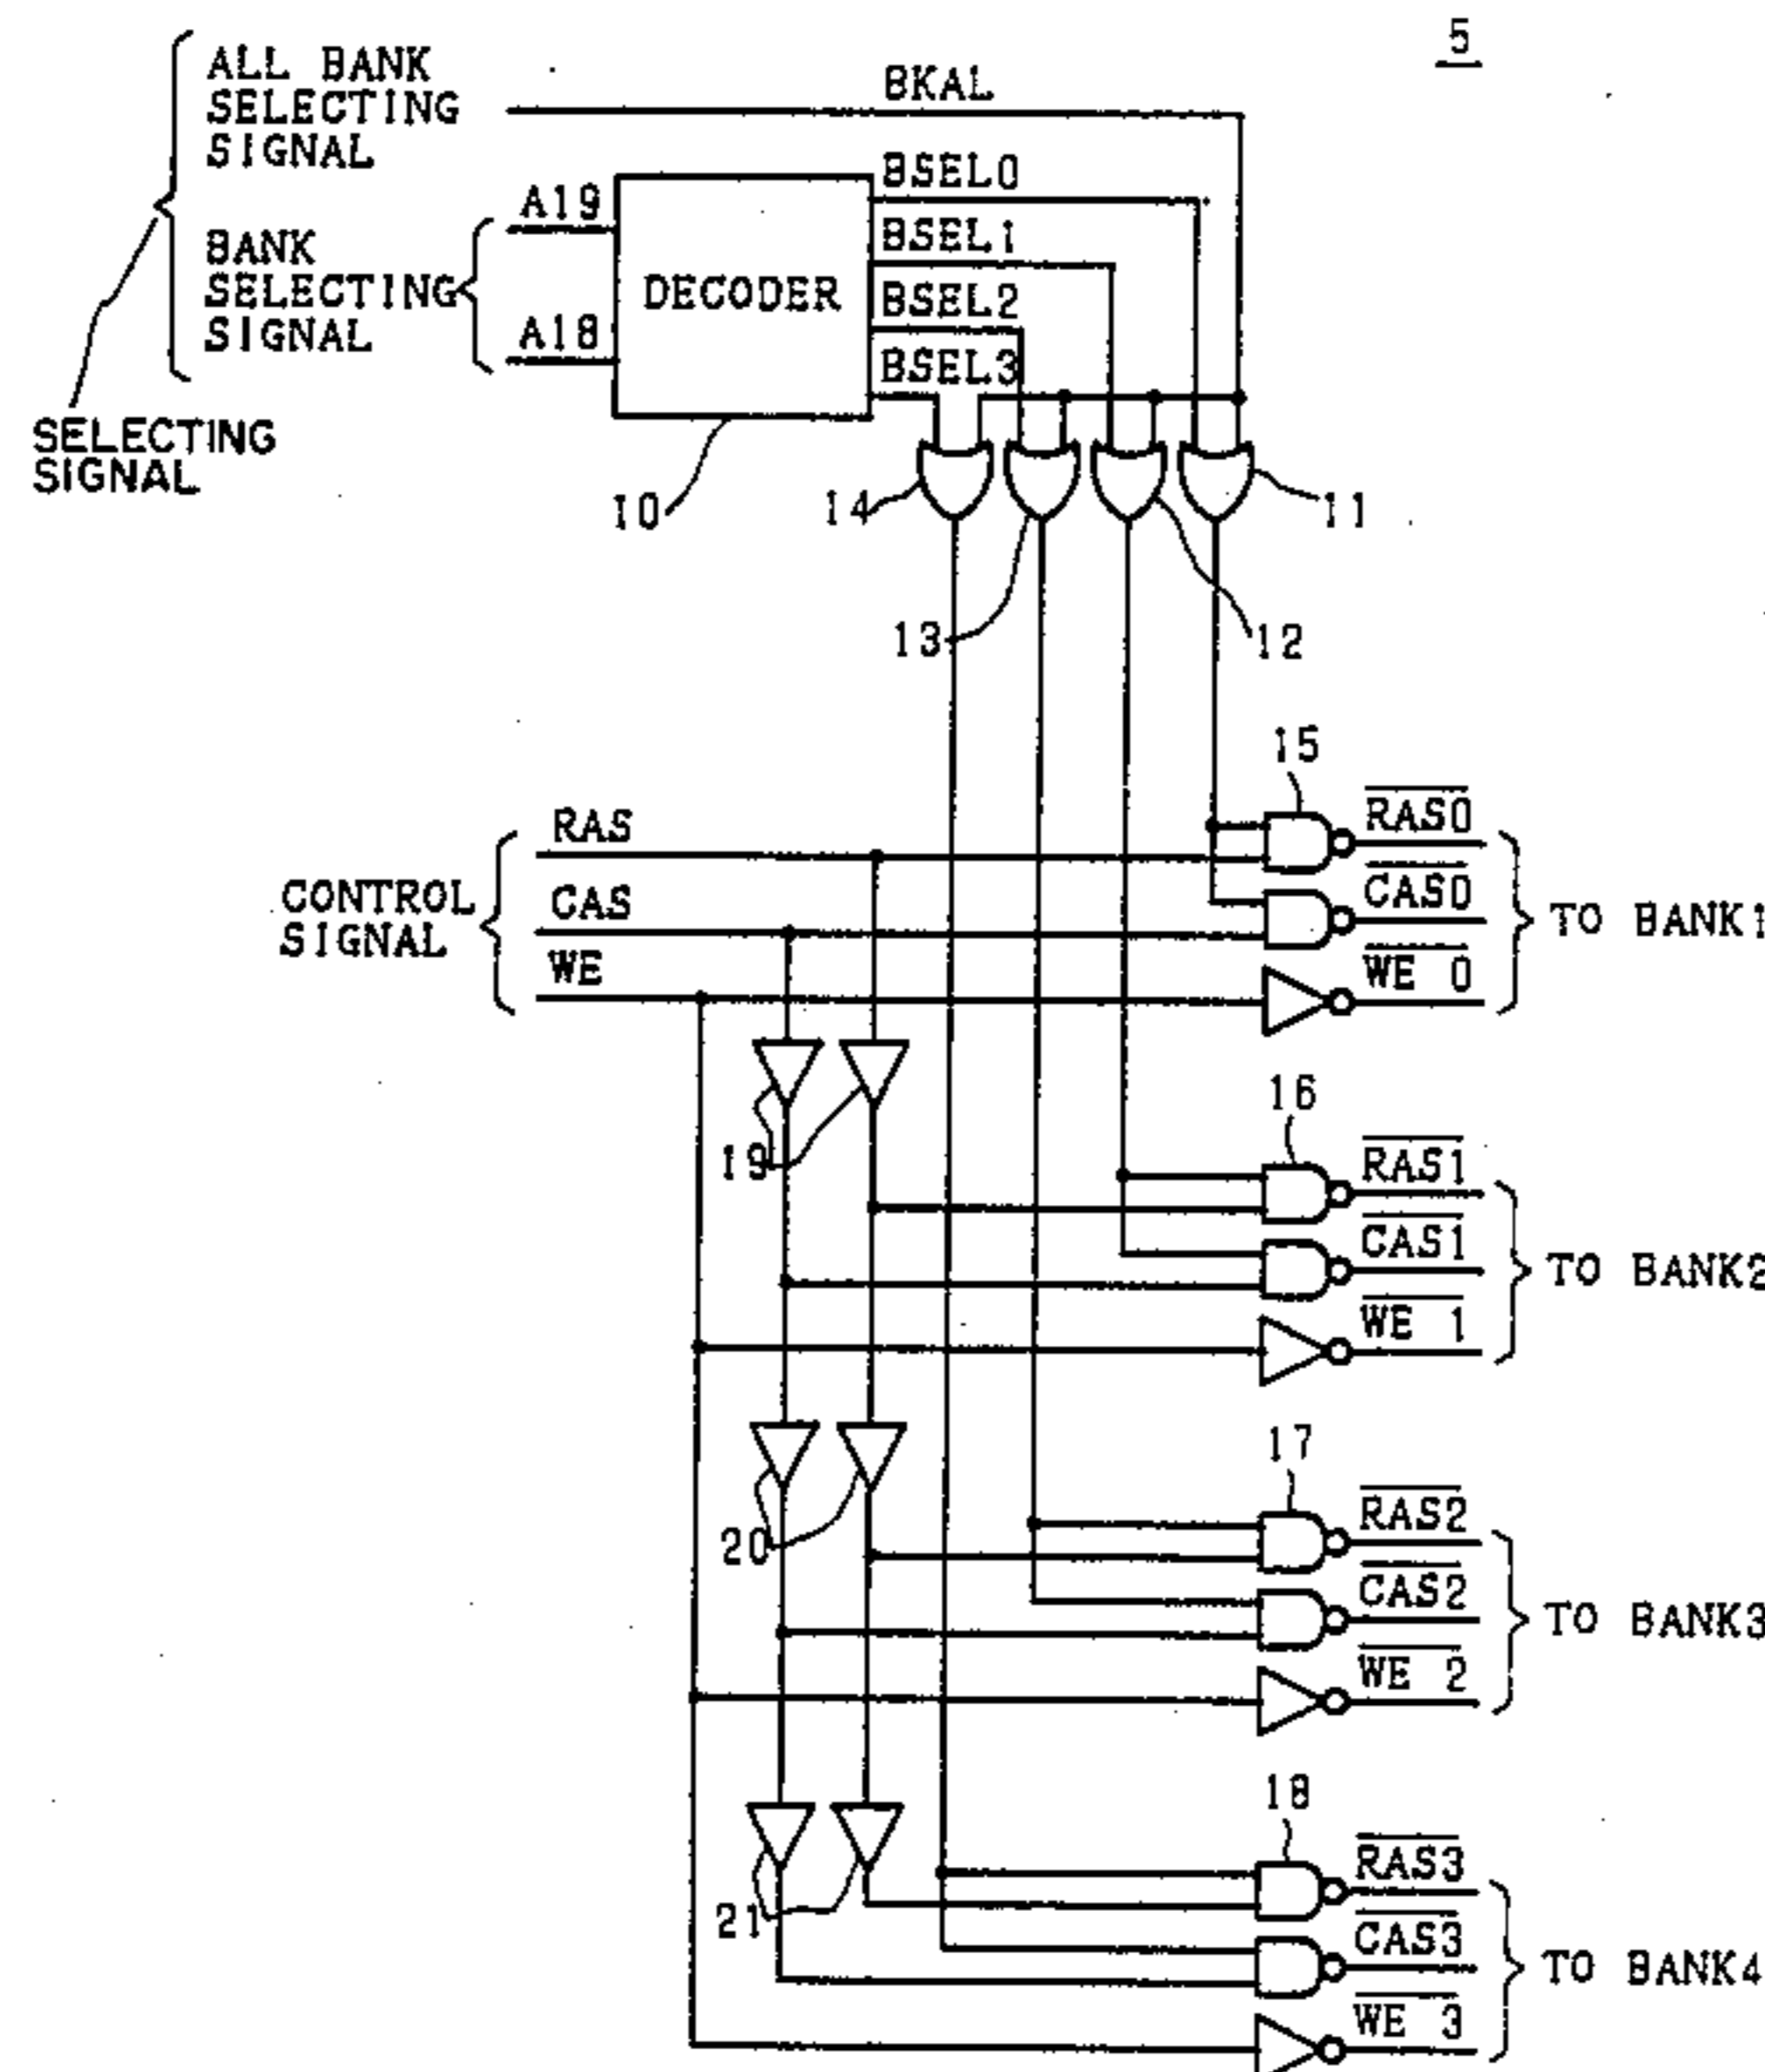 5
ALL BANK
SELECTING
SIGNAL
BKAL
BANK
SELECTING
SIGNAL
A19
A18
DECODER
BSEL0
BSEL1
BSEL2
BSEL3
SELECTING
SIGNAL
10
14
11
13
12
CONTROL
SIGNAL
RAS
CAS
WE
15
RAS0
CAS0
WE 0
TO BANK1
19
16
RAS1
CAS1
WE 1
TO BANK2
20
17
RAS2
CAS2
WE 2
TO BANK3
21
18
RAS3
CAS3
WE 3
TO BANK4